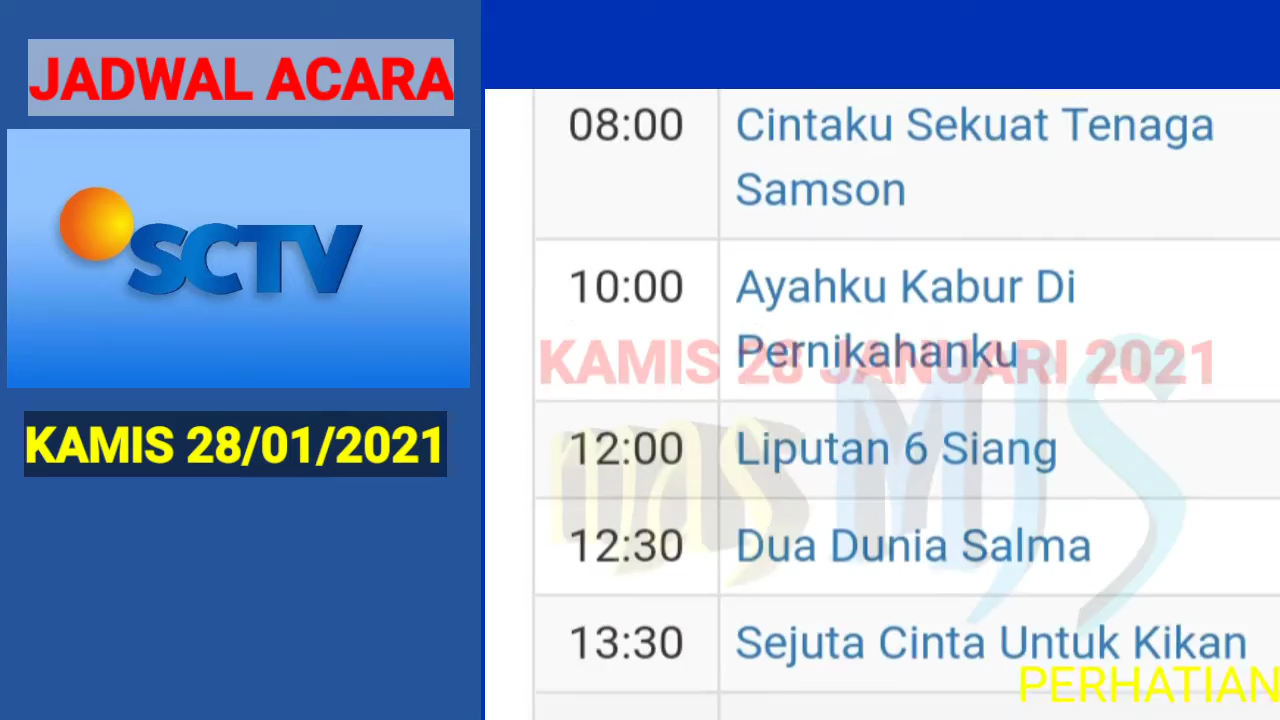 JADWAL ACARA
SCTV
KAMIS 28/01/2021
08:00 Cintaku Sekuat Tenaga
Samson
10:00 Ayahku Kabur Di
Pernikahanku
KAMIS 28 JANUARI 2021
mas MJS
12:00 Liputan 6 Siang
12:30 Dua Dunia Salma
13:30 Sejuta Cinta Untuk Kikan
PERHATIAN